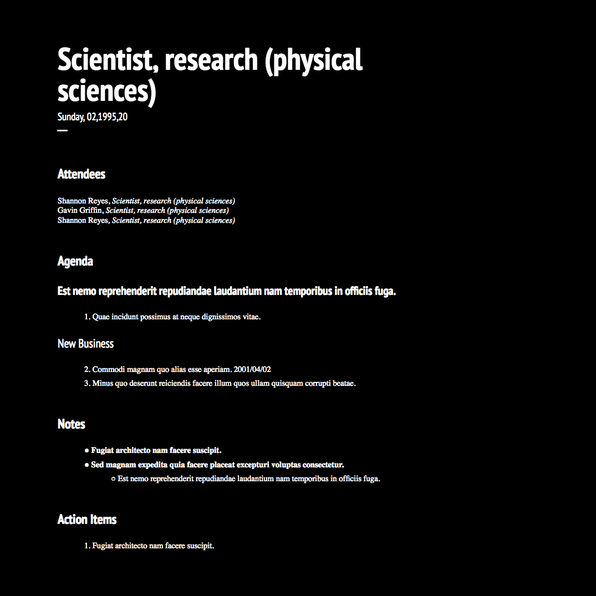 Scientist, research (physical
sciences)
Sunday, 02,1995,20
Attendees
Shannon Reyes, Scientist, research (physical sciences)
Gavin Griffin, Scientist, research (physical sciences)
Shannon Reyes, Scientist, research (physical sciences)
Agenda
Est nemo reprehenderit repudiandae laudantium nam temporibus in officiis fuga.
1. Quae incidunt possimus at neque dignissimos vitae.
New Business
2. Commodi magnam quo alias esse aperiam. 2001/04/02
3. Minus quo deserunt reiciendis facere illum quos ullam quisquam corrupti beatae.
Notes
● Fugiat architecto nam facere suscipit.
● Sed magnam expedita quia facere placeat excepturi voluptas consectetur.
○ Est nemo reprehenderit repudiandae laudantium nam temporibus in officiis fuga.
Action Items
1. Fugiat architecto nam facere suscipit.